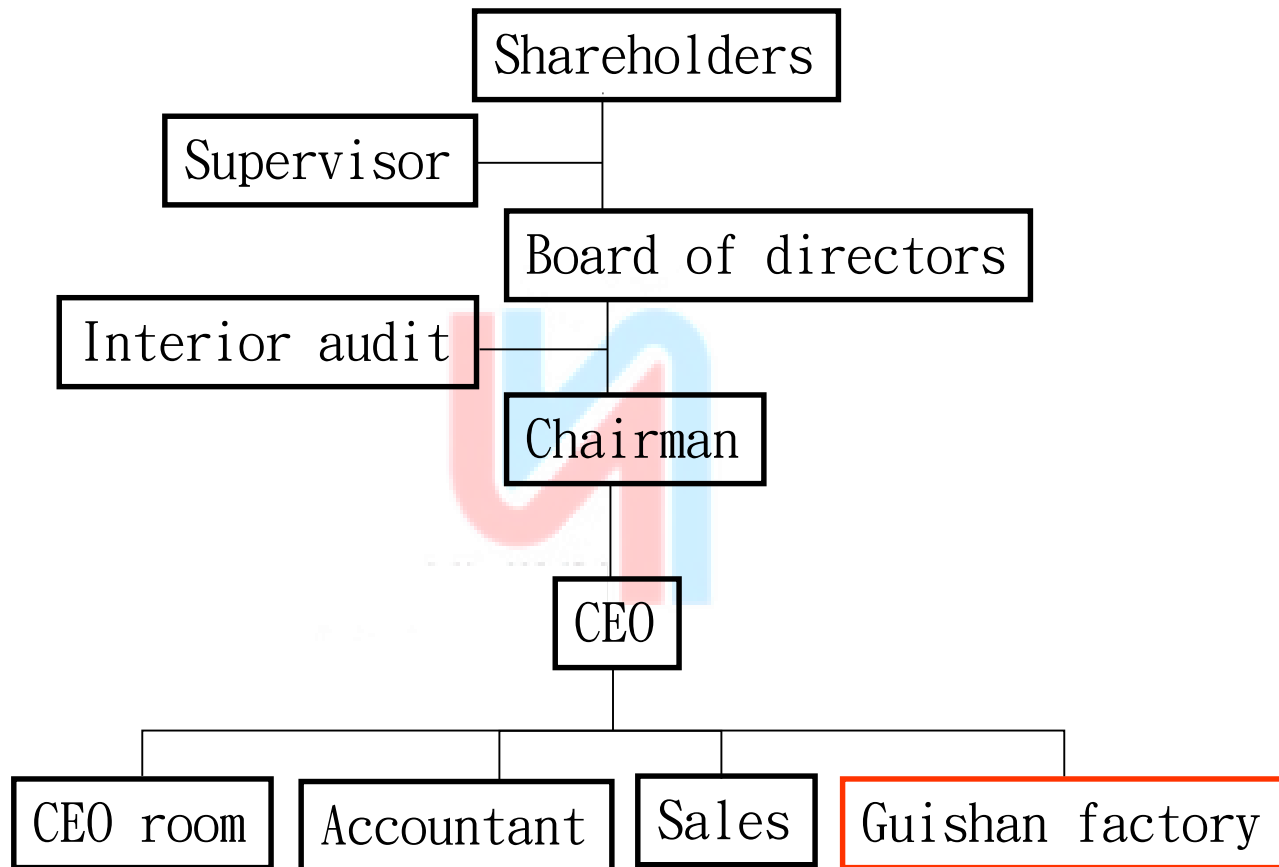 Shareholders
Supervisor
Board of directors
Interior audit
Chairman
CEO
CEO room
Accountant
Sales
Guishan factory